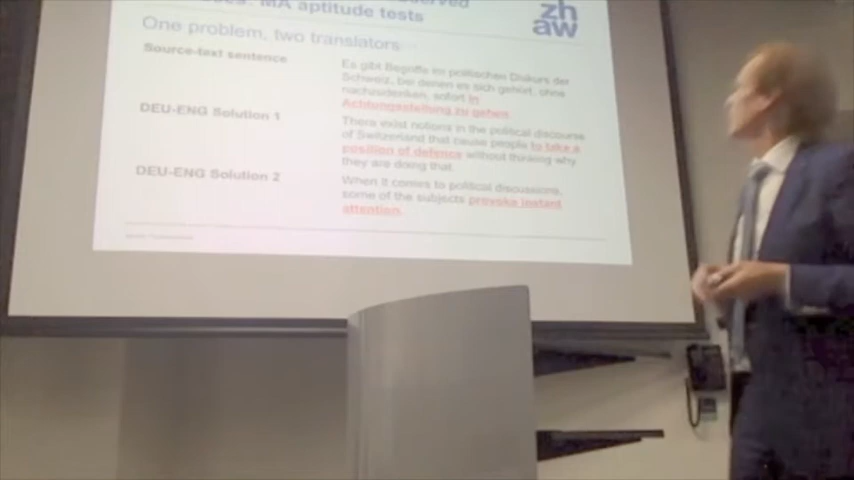 served
MA aptitude tests
zh
aw
One problem, two translators
Source-text sentence
Es gibt Begriffe im politischen Diskurs der
Schweiz, bei denen es sich gehört, ohne
nachzudenken, sofort in
Achtungsstellung zu gehen
DEU-ENG Solution 1
There exist notions in the political discourse
of Switzerland that cause people to take a
position of defence without thinking why
they are doing that.
DEU-ENG Solution 2
When it comes to political discussions,
some of the subjects provoke instant
attention.